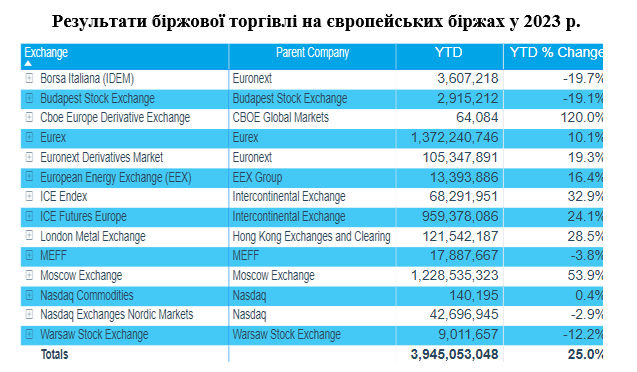 Результати біржової торгівлі на європейських біржах у 2023 р.
Exchange Parent Company YTD YTD % Change
Borsa Italiana (IDEM) Euronext 3,607,218 -19.7%
Budapest Stock Exchange Budapest Stock Exchange 2,915,212 -19.1%
Cboe Europe Derivative Exchange CBOE Global Markets 64,084 120.0%
Eurex Eurex 1,372,240,746 10.1%
Euronext Derivatives Market Euronext 105,347,891 19.3%
European Energy Exchange (EEX) EEX Group 13,393,886 16.4%
ICE Endex Intercontinental Exchange 68,291,951 32.9%
ICE Futures Europe Intercontinental Exchange 959,378,086 24.1%
London Metal Exchange Hong Kong Exchanges and Clearing 121,542,187 28.5%
MEFF MEFF 17,887,667 -3.8%
Moscow Exchange Moscow Exchange 1,228,535,323 53.9%
Nasdaq Commodities Nasdaq 140,195 0.4%
Nasdaq Exchanges Nordic Markets Nasdaq 42,696,945 -2.9%
Warsaw Stock Exchange Warsaw Stock Exchange 9,011,657 -12.2%
Totals 3,945,053,048 25.0%